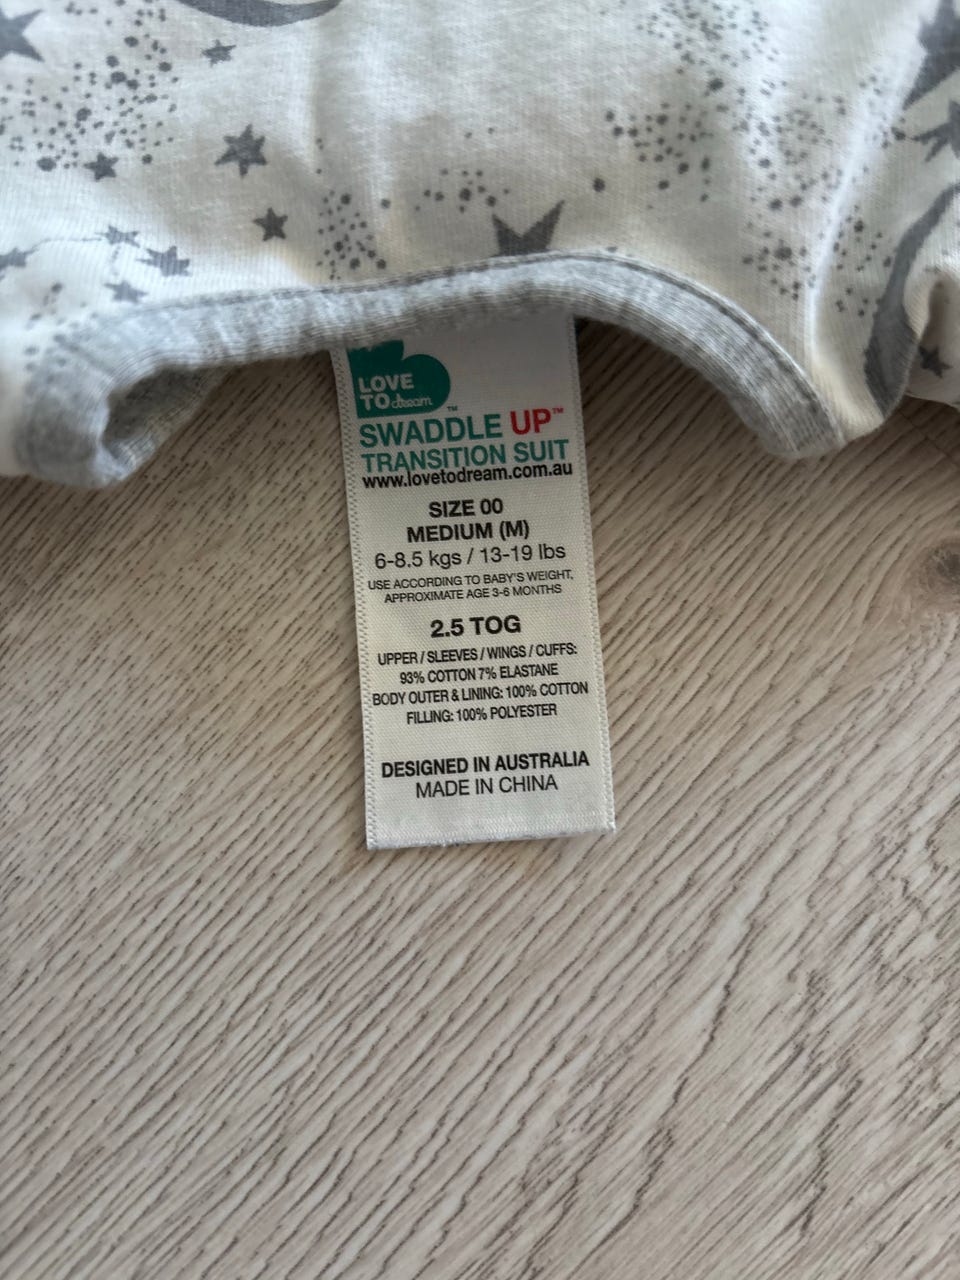 LOVE
TO dream
™
SWADDLE UP™
TRANSITION SUIT
www.lovetodream.com.au
SIZE 00
MEDIUM (M)
6-8.5 kgs / 13-19 lbs
USE ACCORDING TO BABY'S WEIGHT,
APPROXIMATE AGE 3-6 MONTHS
2.5 TOG
UPPER / SLEEVES / WINGS / CUFFS:
93% COTTON 7% ELASTANE
BODY OUTER & LINING: 100% COTTON
FILLING: 100% POLYESTER
DESIGNED IN AUSTRALIA
MADE IN CHINA